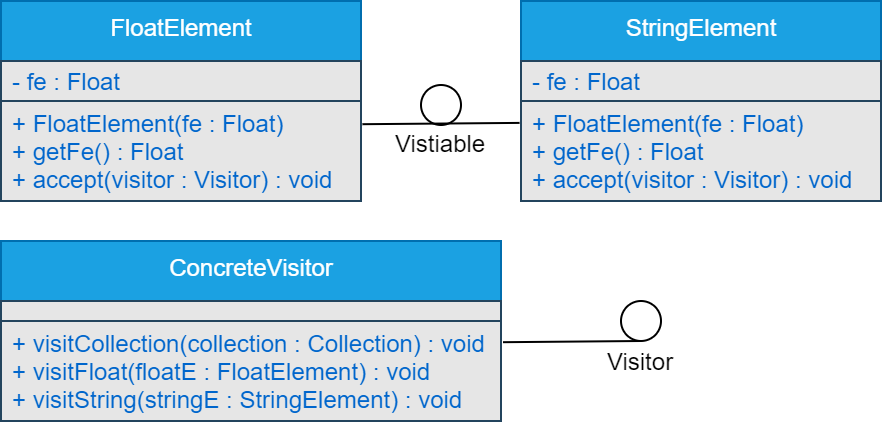 FloatElement
- fe : Float
+ FloatElement(fe : Float)
+ getFe() : Float
+ accept(visitor : Visitor) : void
Vistiable
StringElement
- fe : Float
+ FloatElement(fe : Float)
+ getFe() : Float
+ accept(visitor : Visitor) : void
ConcreteVisitor
+ visitCollection(collection : Collection) : void
+ visitFloat(floatE : FloatElement) : void
+ visitString(stringE : StringElement) : void
Visitor